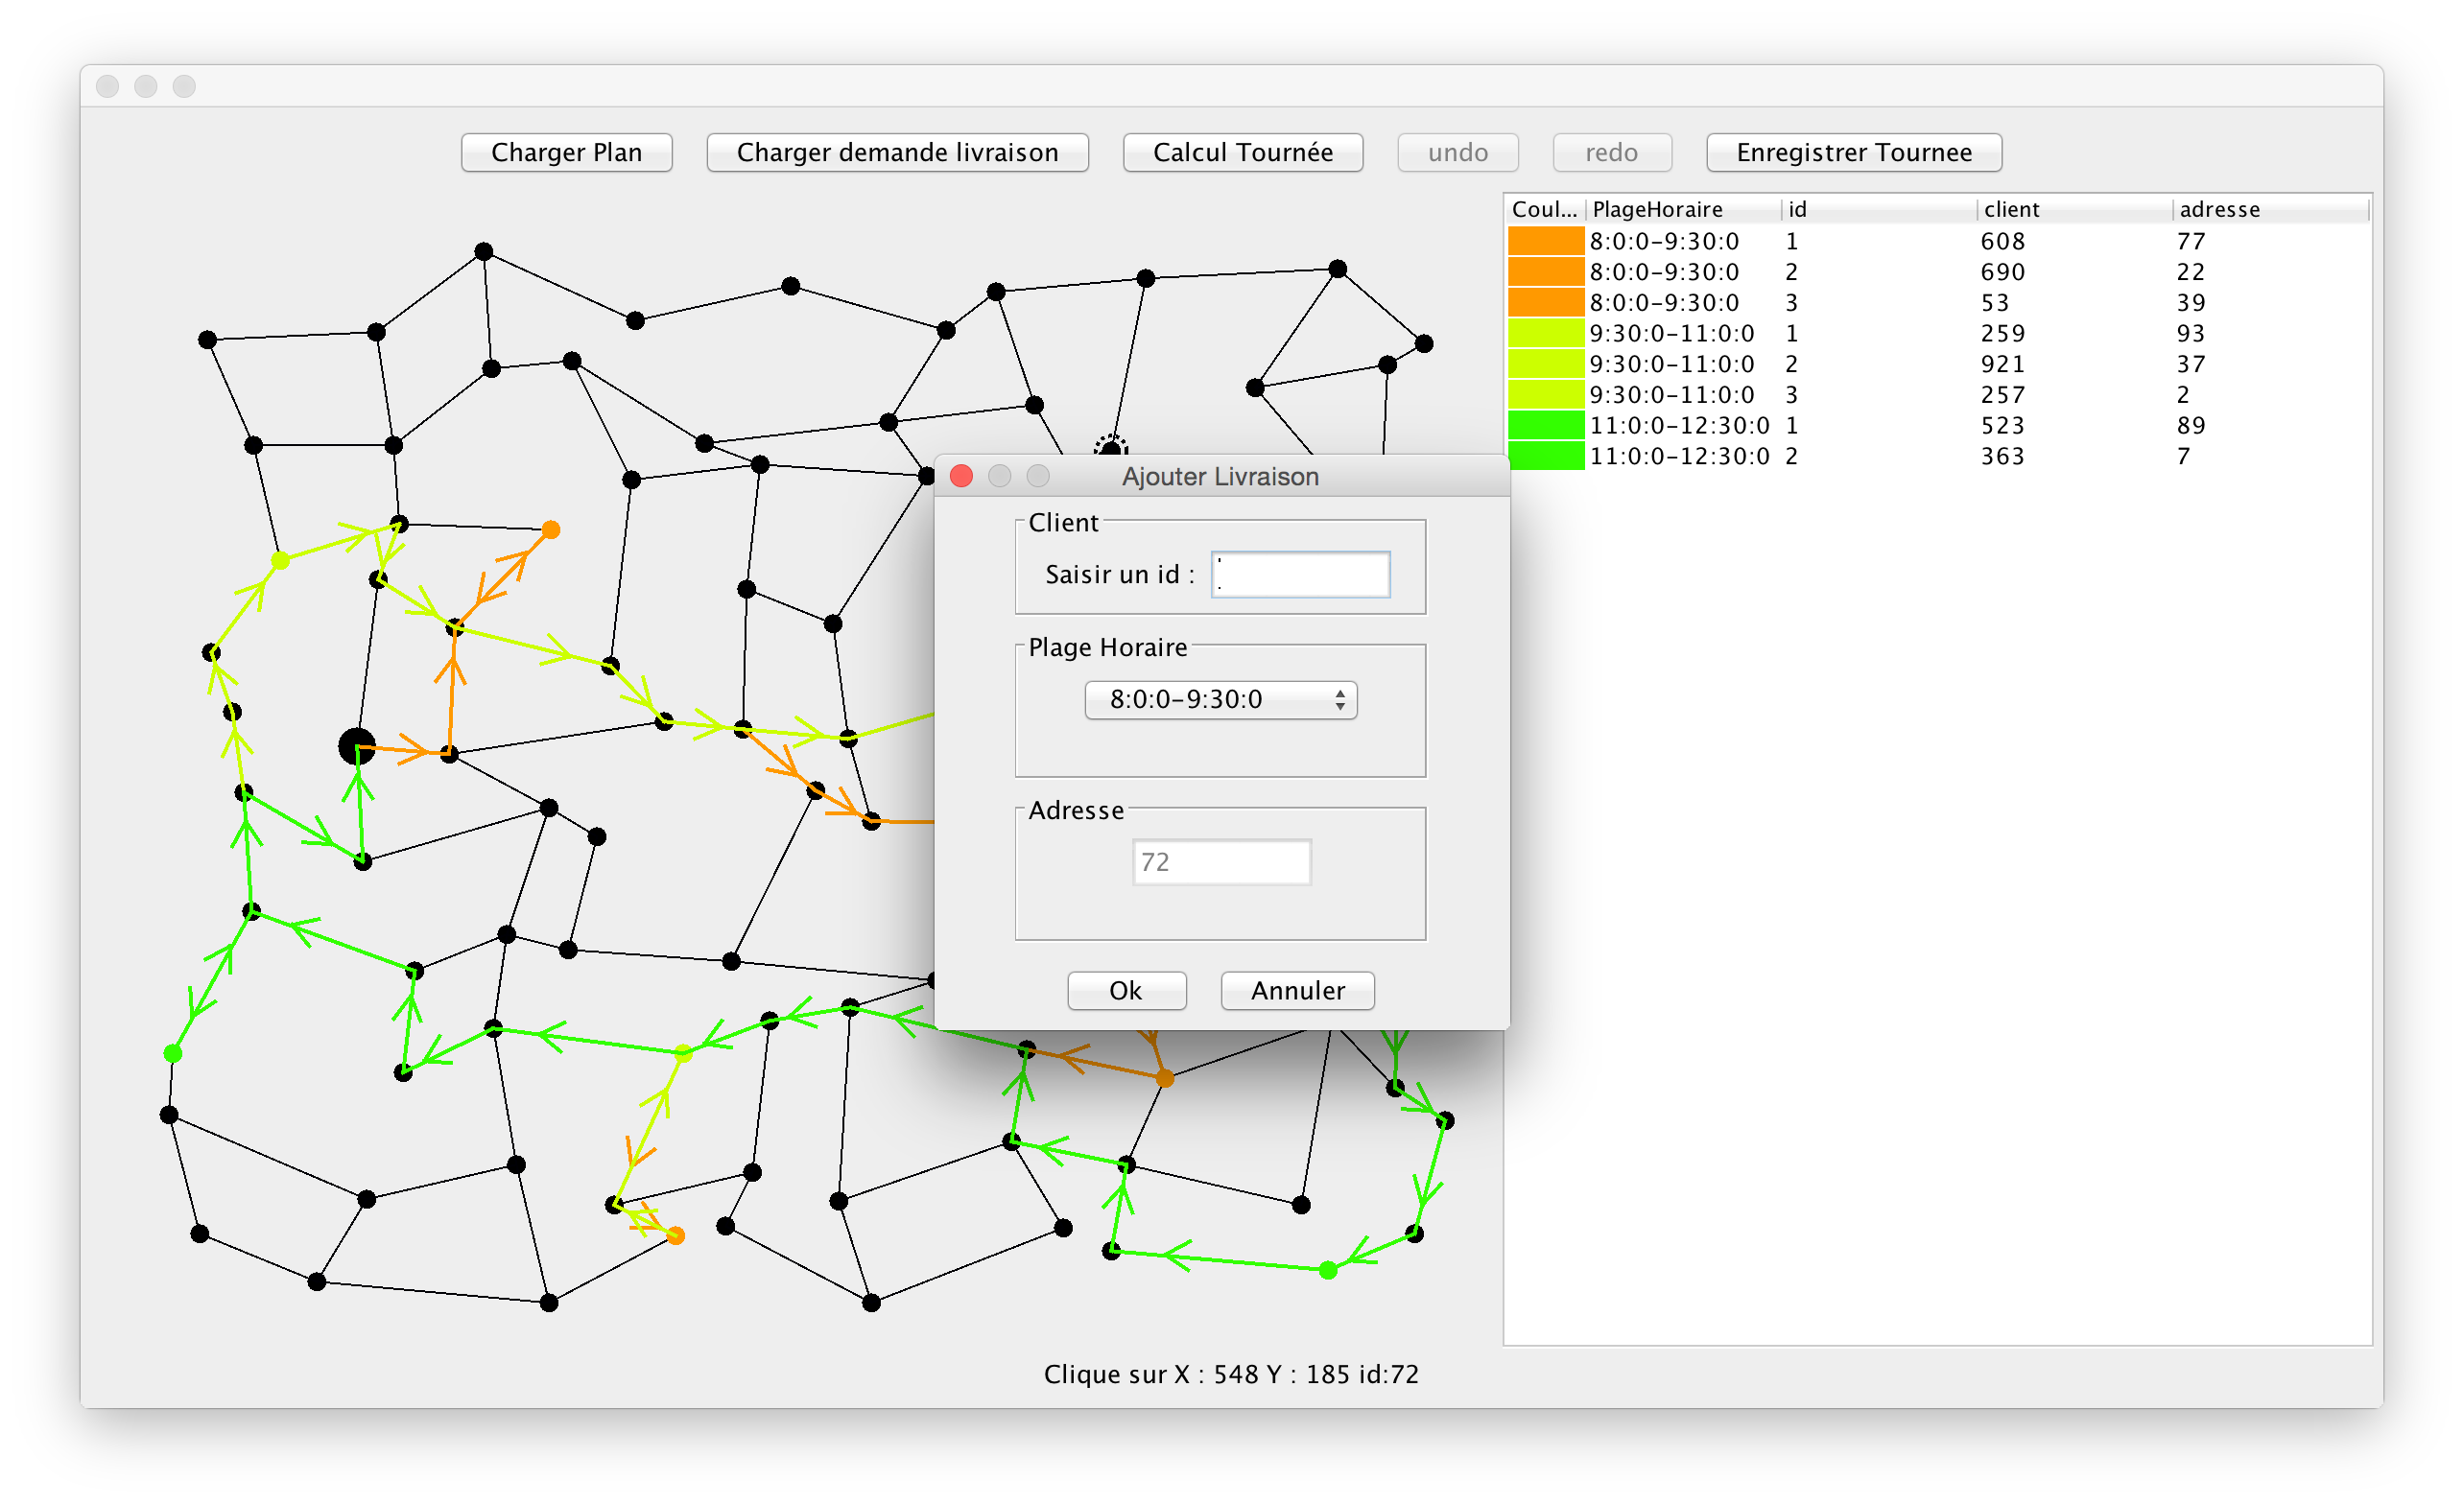 Charger Plan Charger demande livraison Calcul Tournée undo redo Enregistrer Tournee
Coul... PlageHoraire id client adresse
8:0:0-9:30:0 1 608 77
8:0:0-9:30:0 2 690 22
8:0:0-9:30:0 3 53 39
9:30:0-11:0:0 1 259 93
9:30:0-11:0:0 2 921 37
9:30:0-11:0:0 3 257 2
11:0:0-12:30:0 1 523 89
11:0:0-12:30:0 2 363 7
Ajouter Livraison
Client
Saisir un id :
Plage Horaire
8:0:0-9:30:0
Adresse
72
Ok Annuler
Clique sur X : 548 Y : 185 id:72